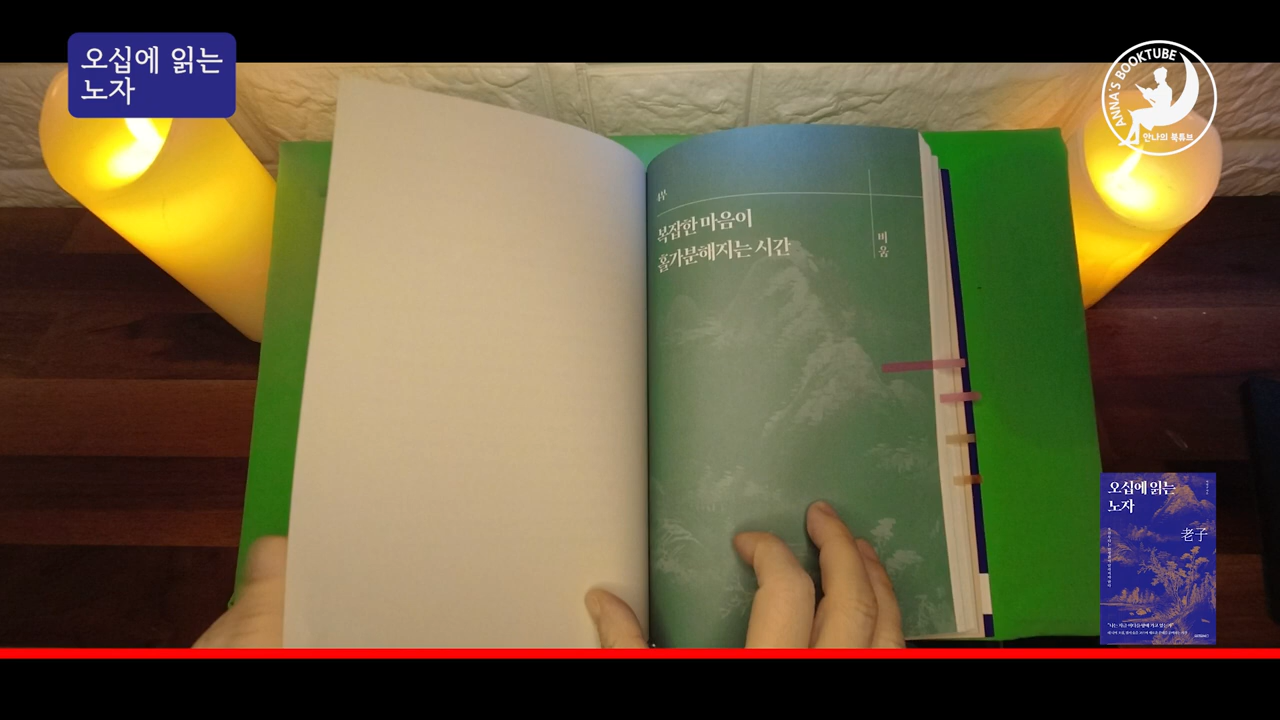 오십에 읽는
노자
ANNA'S BOOKTUBE
안나의 북튜브
복잡한 마음이
홀가분해지는 시간
비움
오십에 읽는
노자
老子